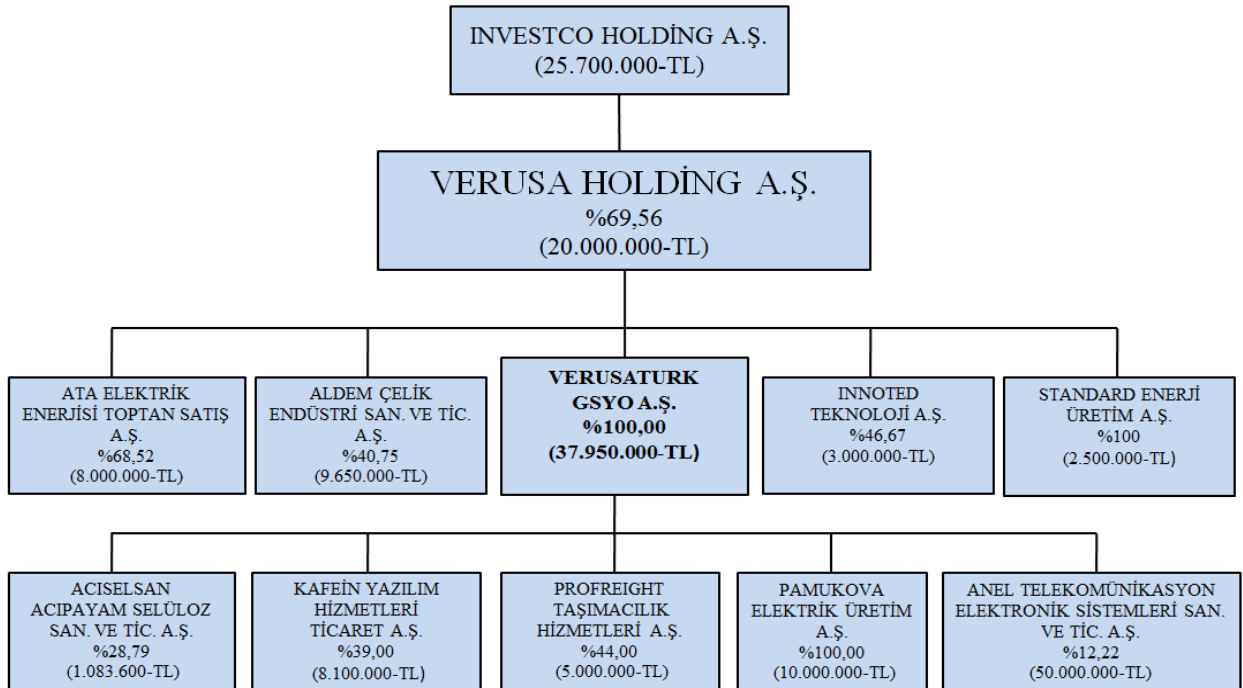 INVESTCO HOLDİNG A.Ş.
(25.700.000-TL)
VERUSA HOLDİNG A.Ş.
%69,56
(20.000.000-TL)
ATA ELEKTRİK
ENERJİSİ TOPTAN SATIŞ
A.Ş.
%68,52
(8.000.000-TL)
ALDEM ÇELİK
ENDÜSTRİ SAN. VE TİC.
A.Ş.
%40,75
(9.650.000-TL)
VERUSATURK
GSYO A.Ş.
%100,00
(37.950.000-TL)
INNOTED
TEKNOLOJİ A.Ş.
%46,67
(3.000.000-TL)
STANDARD ENERJİ
ÜRETİM A.Ş.
%100
(2.500.000-TL)
ACISELSAN
ACIPAYAM SELÜLOZ
SAN. VE TİC. A.Ş.
%28,79
(1.083.600-TL)
KAFEİN YAZILIM
HİZMETLERİ
TİCARET A.Ş.
%39,00
(8.100.000-TL)
PROFREIGHT
TAŞIMACILIK
HİZMETLERİ A.Ş.
%44,00
(5.000.000-TL)
PAMUKOVA
ELEKTRİK ÜRETİM
A.Ş.
%100,00
(10.000.000-TL)
ANEL TELEKOMÜNİKASYON
ELEKTRONİK SİSTEMLERİ SAN.
VE TİC. A.Ş.
%12,22
(50.000.000-TL)